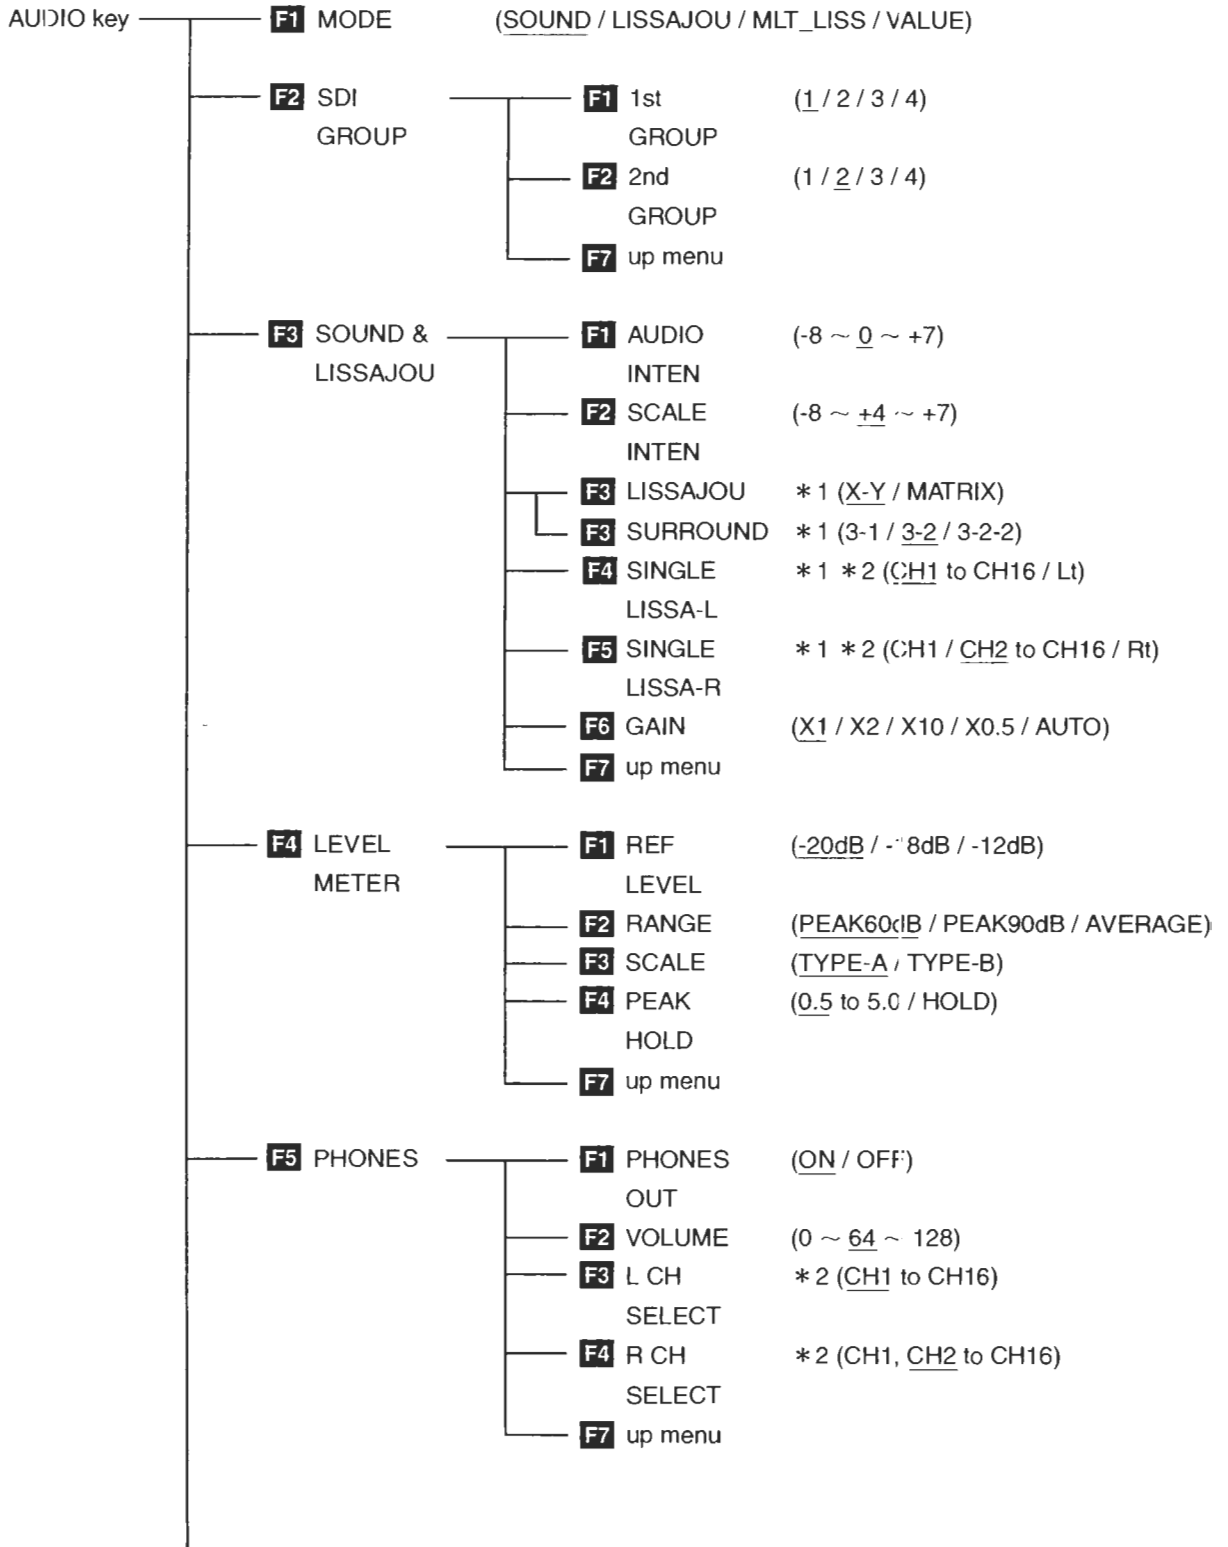 AUDIO key F1 MODE (SOUND / LISSAJOU / MLT_LISS / VALUE)
F2 SDI F1 1st (1 / 2 / 3 / 4)
GROUP GROUP
F2 2nd (1 / 2 / 3 / 4)
GROUP
F7 up menu
F3 SOUND & F1 AUDIO (-8 ~ 0 ~ +7)
LISSAJOU INTEN
F2 SCALE (-8 ~ +4 ~ +7)
INTEN
F3 LISSAJOU *1 (X-Y / MATRIX)
F3 SURROUND *1 (3-1 / 3-2 / 3-2-2)
F4 SINGLE *1 *2 (CH1 to CH16 / Lt)
LISSA-L
F5 SINGLE *1 *2 (CH1 / CH2 to CH16 / Rt)
LISSA-R
F6 GAIN (X1 / X2 / X10 / X0.5 / AUTO)
F7 up menu
F4 LEVEL F1 REF (-20dB / - 8dB / -12dB)
METER LEVEL
F2 RANGE (PEAK60dB / PEAK90dB / AVERAGE)
F3 SCALE (TYPE-A / TYPE-B)
F4 PEAK (0.5 to 5.0 / HOLD)
HOLD
F7 up menu
F5 PHONES F1 PHONES (ON / OFF)
OUT
F2 VOLUME (0 ~ 64 ~ 128)
F3 L CH *2 (CH1 to CH16)
SELECT
F4 R CH *2 (CH1, CH2 to CH16)
SELECT
F7 up menu